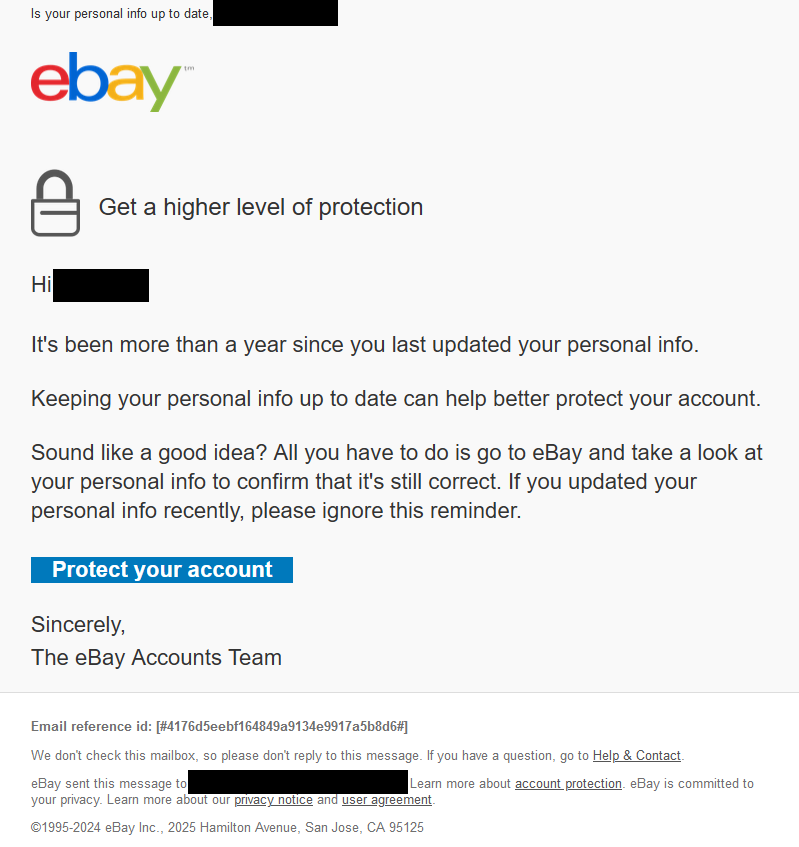 Is your personal info up to date,
ebay™
Get a higher level of protection
Hi
It's been more than a year since you last updated your personal info.
Keeping your personal info up to date can help better protect your account.
Sound like a good idea? All you have to do is go to eBay and take a look at
your personal info to confirm that it's still correct. If you updated your
personal info recently, please ignore this reminder.
Protect your account
Sincerely,
The eBay Accounts Team
Email reference id: [#4176d5eebf164849a9134e9917a5b8d6#]
We don't check this mailbox, so please don't reply to this message. If you have a question, go to Help & Contact.
eBay sent this message to Learn more about account protection. eBay is committed to
your privacy. Learn more about our privacy notice and user agreement.
©1995-2024 eBay Inc., 2025 Hamilton Avenue, San Jose, CA 95125